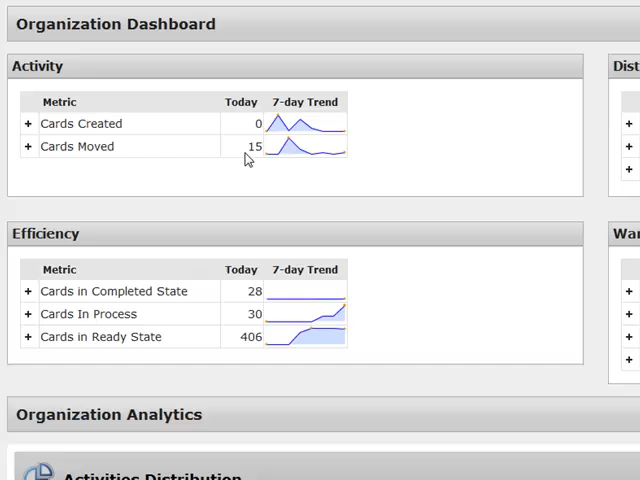 Organization Dashboard
Activity
Dist
Metric Today 7-day Trend
+ Cards Created 0
+ Cards Moved 15
+
+
+
Efficiency
War
Metric Today 7-day Trend
+ Cards in Completed State 28
+ Cards In Process 30
+ Cards in Ready State 406
+
+
+
+
Organization Analytics
Activities Distribution